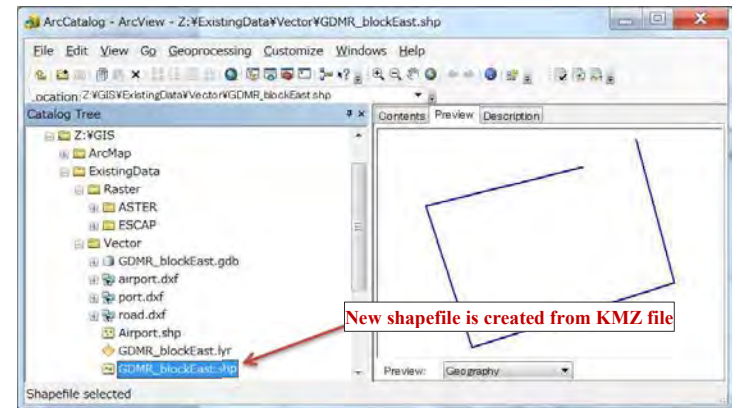 ArcCatalog - ArcView - Z:¥ExistingData¥Vector¥GDMR_blockEast.shp
File Edit View Go Geoprocessing Customize Windows Help
Location: Z:¥GIS¥ExistingData¥Vector¥GDMR_blockEast.shp
Catalog Tree
Contents Preview Description
Z:¥GIS
ArcMap
ExistingData
Raster
ASTER
ESCAP
Vector
GDMR_blockEast.gdb
airport.dxf
port.dxf
road.dxf
Airport.shp
GDMR_blockEast.lyr
GDMR_blockEast.shp
New shapefile is created from KMZ file
Preview: Geography
Shapefile selected